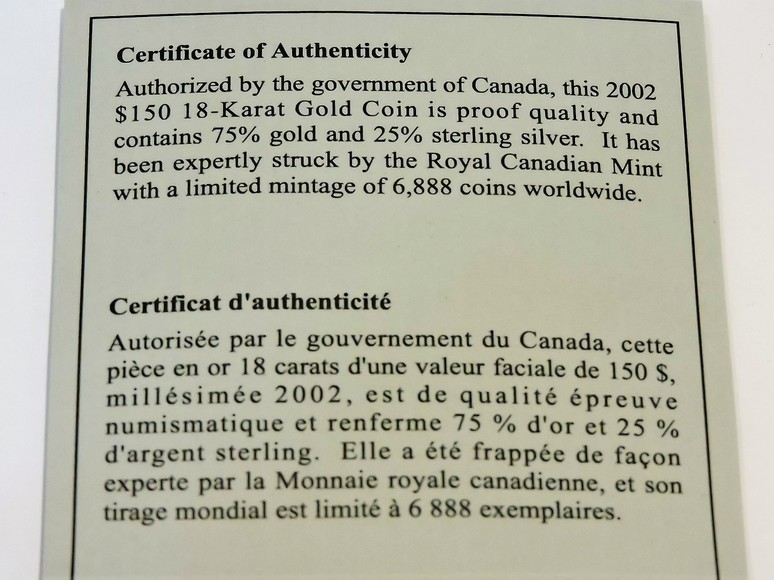 Certificate of Authenticity
Authorized by the government of Canada, this 2002
$150 18-Karat Gold Coin is proof quality and
contains 75% gold and 25% sterling silver. It has
been expertly struck by the Royal Canadian Mint
with a limited mintage of 6,888 coins worldwide.
Certificat d'authenticité
Autorisée par le gouvernement du Canada, cette
pièce en or 18 carats d'une valeur faciale de 150 $,
millésimée 2002, est de qualité épreuve
numismatique et renferme 75 % d'or et 25 %
d'argent sterling. Elle a été frappée de façon
experte par la Monnaie royale canadienne, et son
tirage mondial est limité à 6 888 exemplaires.